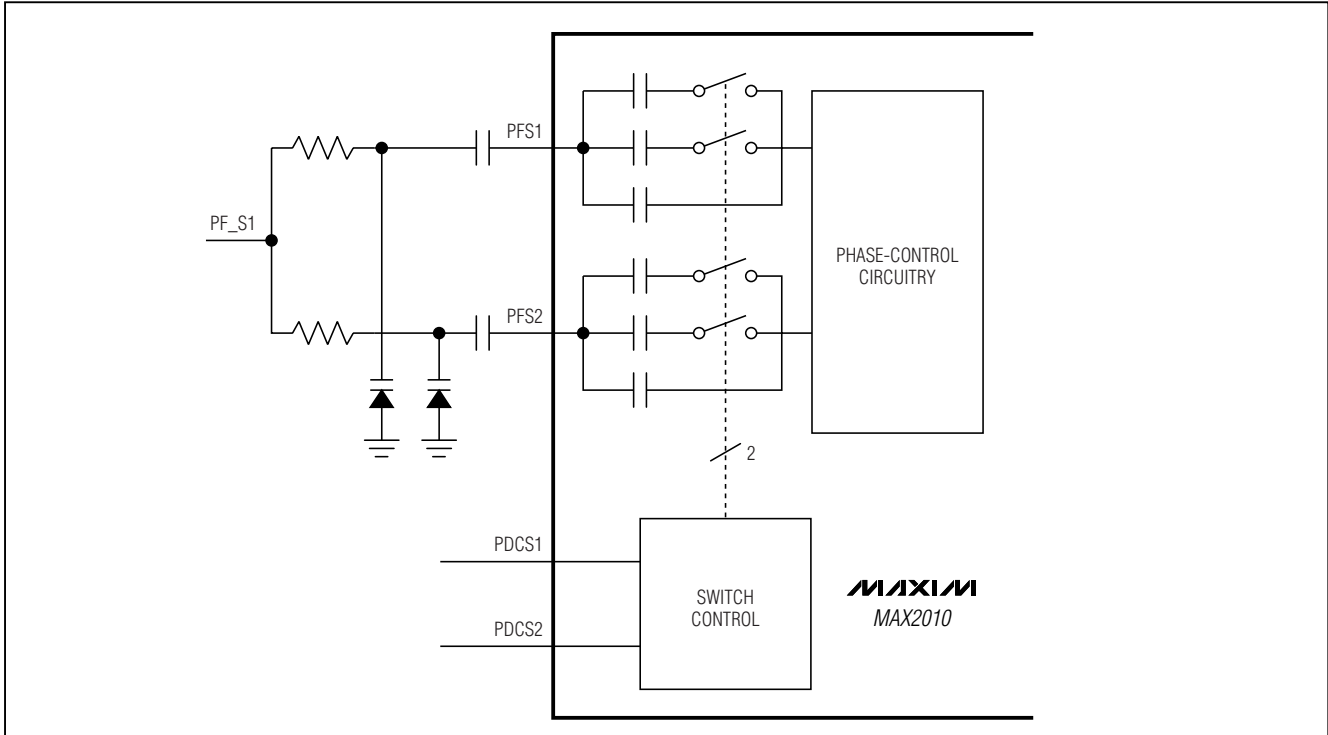 PFS1
PF_S1
PHASE-CONTROL
CIRCUITRY
PFS2
2
PDCS1
SWITCH
CONTROL
PDCS2
MAXIM
MAX2010